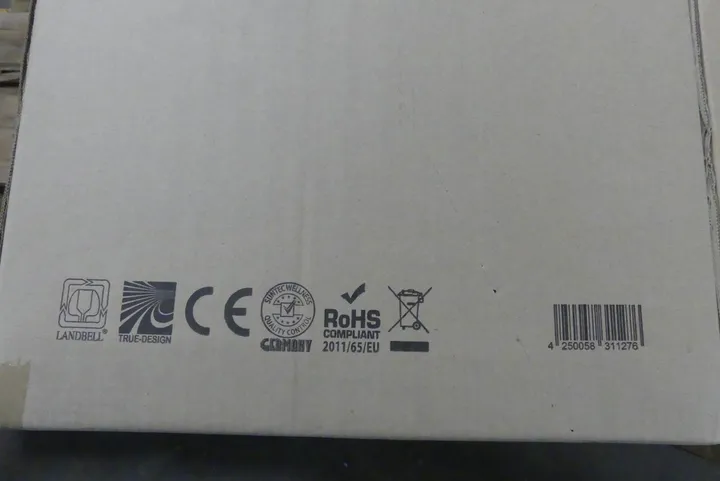 LANDBELL®
TRUE-DESIGN
CE
SUNTEC WELLNESS
QUALITY CONTROL
GERMANY
RoHS
COMPLIANT
2011/65/EU
4 250058 311276